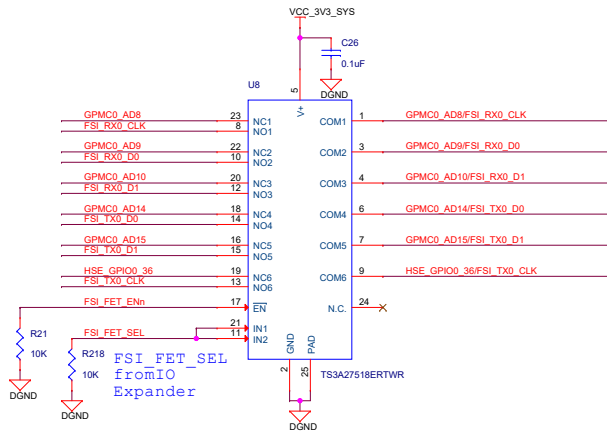 VCC_3V3_SYS
C26
0.1uF
DGND
U8
5
V+
GPMC0_AD8 23 NC1 COM1 1 GPMC0_AD8/FSI_RX0_CLK
FSI_RX0_CLK 8 NO1
GPMC0_AD9 22 NC2 COM2 3 GPMC0_AD9/FSI_RX0_D0
FSI_RX0_D0 10 NO2
GPMC0_AD10 20 NC3 COM3 4 GPMC0_AD10/FSI_RX0_D1
FSI_RX0_D1 12 NO3
GPMC0_AD14 18 NC4 COM4 6 GPMC0_AD14/FSI_TX0_D0
FSI_TX0_D0 14 NO4
GPMC0_AD15 16 NC5 COM5 7 GPMC0_AD15/FSI_TX0_D1
FSI_TX0_D1 15 NO5
HSE_GPIO0_36 19 NC6 COM6 9 HSE_GPIO0_36/FSI_TX0_CLK
FSI_TX0_CLK 13 NO6
FSI_FET_ENn 17 EN N.C. 24
21 IN1
FSI_FET_SEL 11 IN2
R21
10K
DGND
R218
10K
DGND
FSI_FET_SEL
fromIO
Expander
GND PAD
2 25
TS3A27518ERTWR
DGND